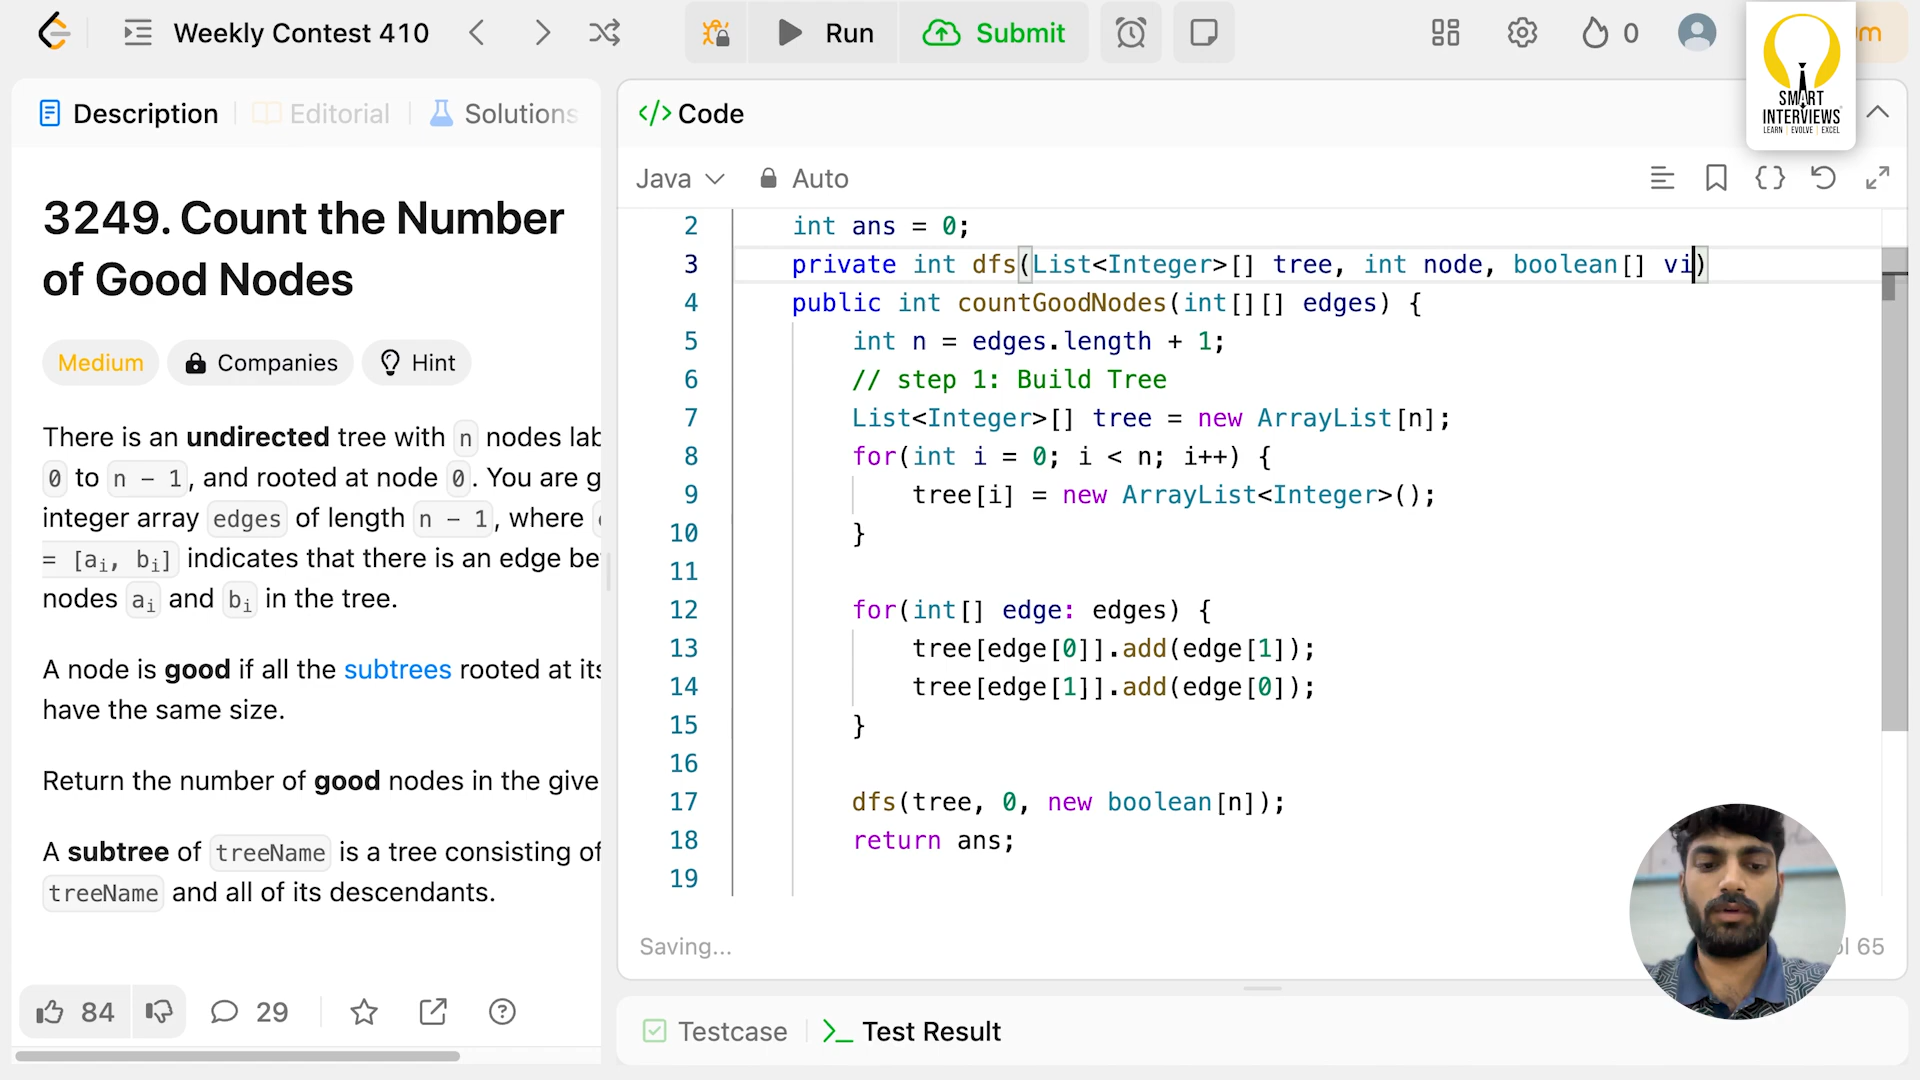 Weekly Contest 410
Run
Submit
0
m
SMART
INTERVIEWS
LEARN | EVOLVE | EXCEL
Description
Editorial
Solutions
</> Code
Java
Auto
3249. Count the Number
of Good Nodes
Medium
Companies
Hint
There is an undirected tree with n nodes lab
0 to n - 1, and rooted at node 0. You are g
integer array edges of length n - 1, where
= [ai, bi] indicates that there is an edge be
nodes ai and bi in the tree.
A node is good if all the subtrees rooted at its
have the same size.
Return the number of good nodes in the give
A subtree of treeName is a tree consisting of
treeName and all of its descendants.
84
29
2 int ans = 0;
3 private int dfs(List<Integer>[] tree, int node, boolean[] vi)
4 public int countGoodNodes(int[][] edges) {
5 int n = edges.length + 1;
6 // step 1: Build Tree
7 List<Integer>[] tree = new ArrayList[n];
8 for(int i = 0; i < n; i++) {
9 tree[i] = new ArrayList<Integer>();
10 }
11
12 for(int[] edge: edges) {
13 tree[edge[0]].add(edge[1]);
14 tree[edge[1]].add(edge[0]);
15 }
16
17 dfs(tree, 0, new boolean[n]);
18 return ans;
19
Saving...
ol 65
Testcase
Test Result